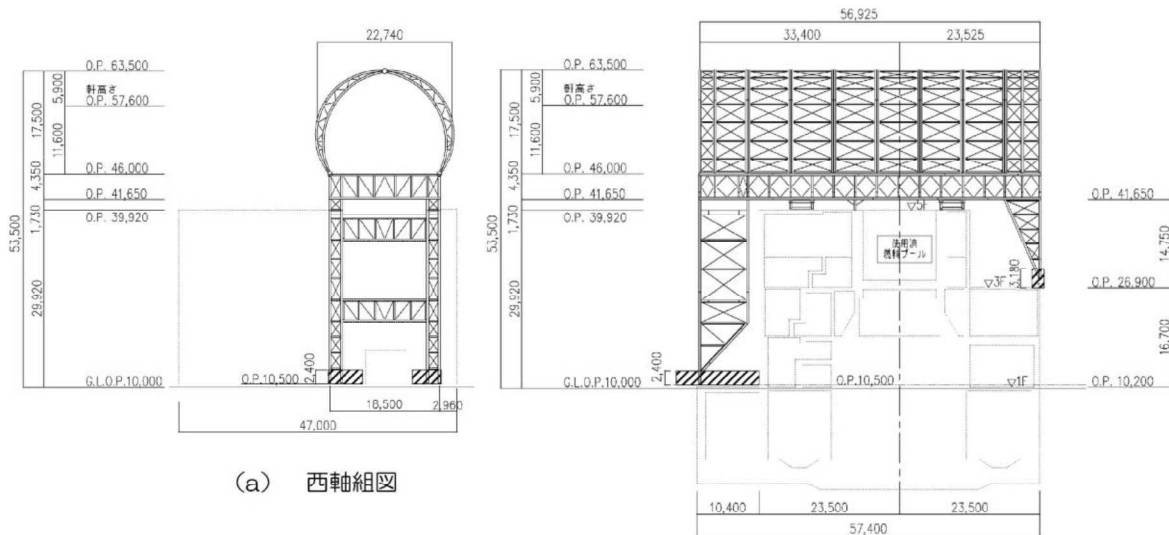 22,740
O.P. 63,500
軒高さ
O.P. 57,600
O.P. 46,000
O.P. 41,650
O.P. 39,920
G.L.O.P.10,000
5,900
11,600
17,500
4,350
1,730
53,500
29,920
2,400
O.P.10,500
18,500
2,960
47,000
(a) 西軸組図
56,925
33,400
23,525
O.P. 63,500
軒高さ
O.P. 57,600
O.P. 46,000
O.P. 41,650
O.P. 39,920
G.L.O.P.10,000
5,900
11,600
17,500
4,350
1,730
53,500
29,920
2,400
▽5F
使用済
燃料プール
▽3F
3,180
O.P.10,500
▽1F
O.P. 41,650
14,750
O.P. 26,900
16,700
O.P. 10,200
10,400
23,500
23,500
57,400